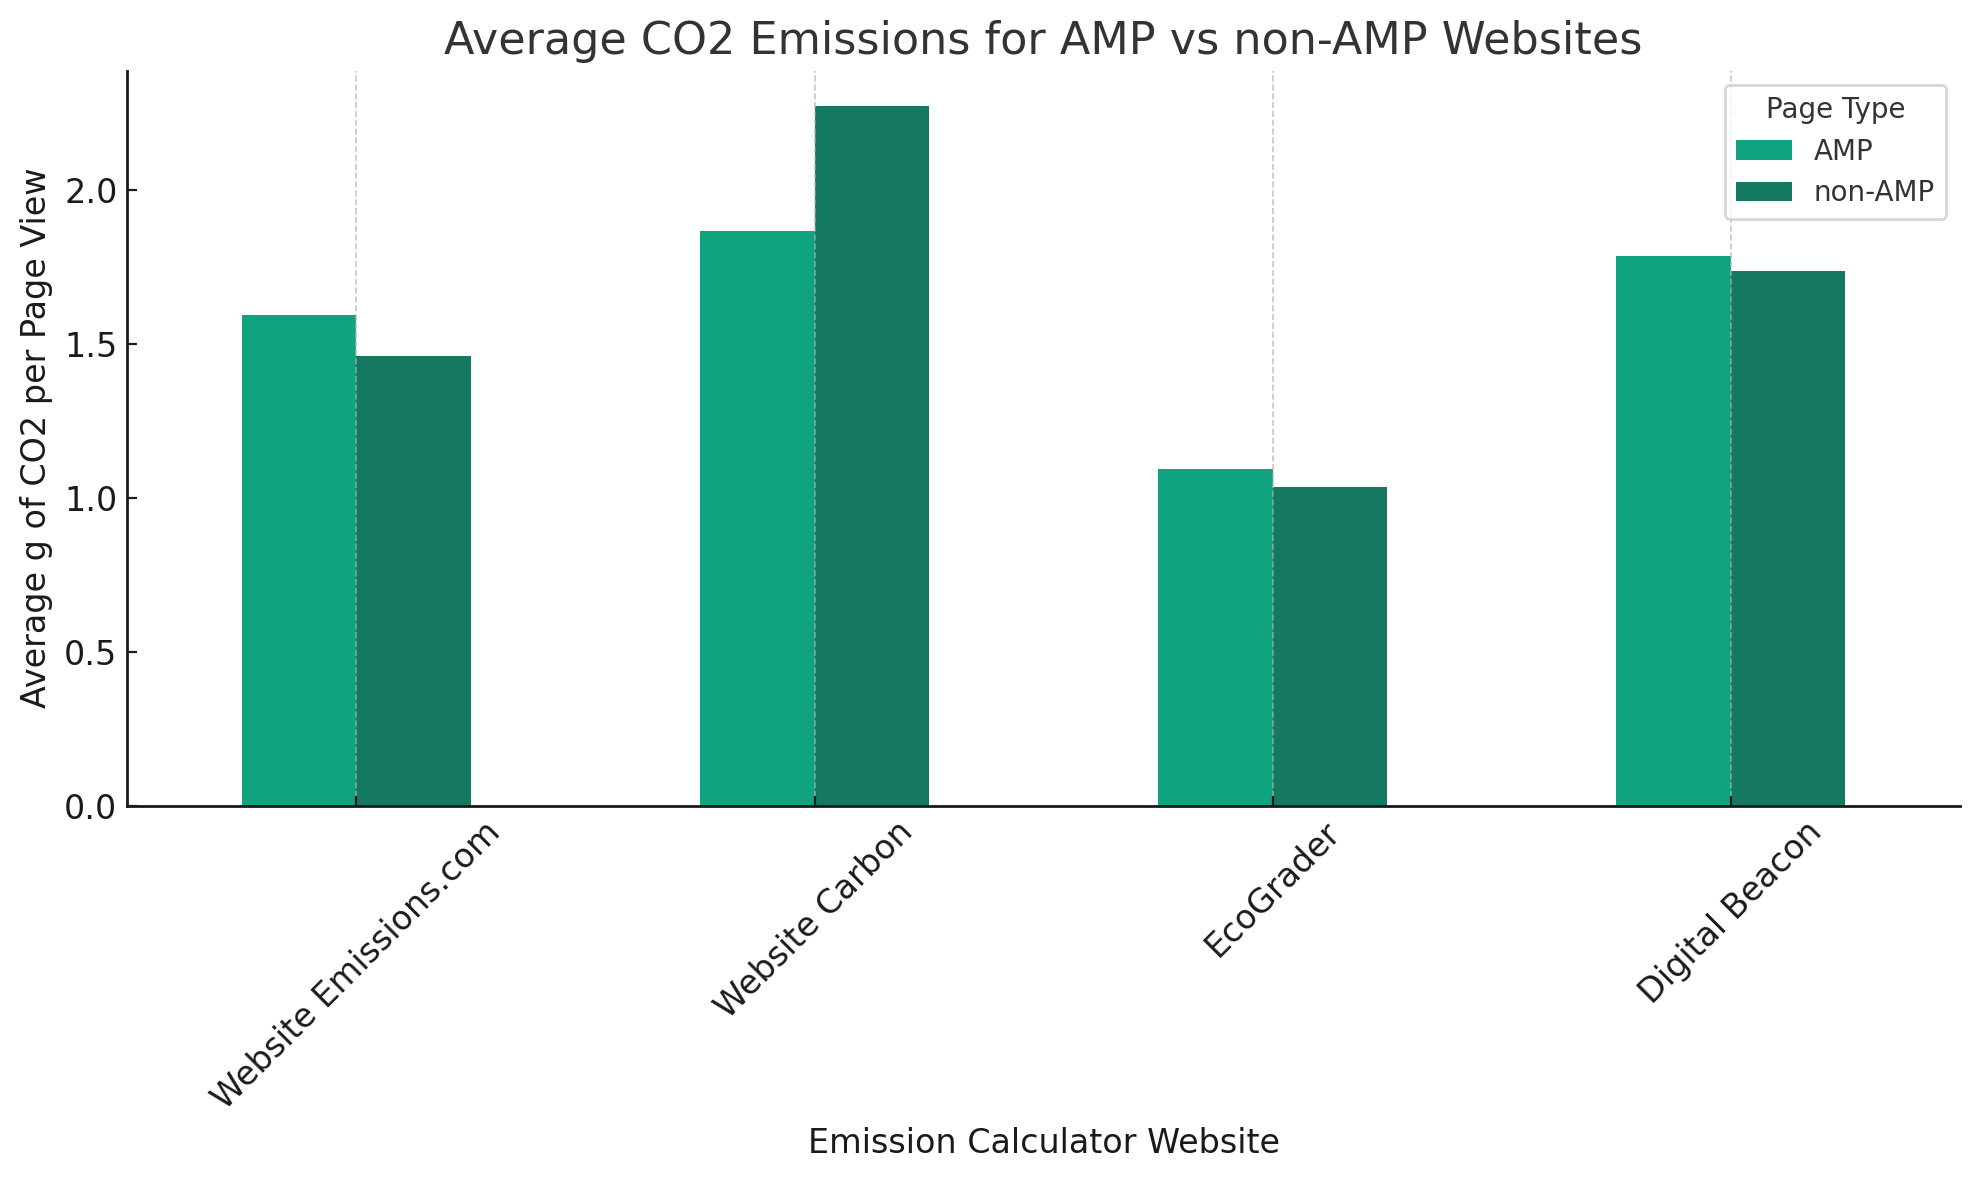 Average CO2 Emissions for AMP vs non-AMP Websites
Page Type
AMP
non-AMP
Average g of CO2 per Page View
2.0
1.5
1.0
0.5
0.0
Website Emissions.com
Website Carbon
EcoGrader
Digital Beacon
Emission Calculator Website